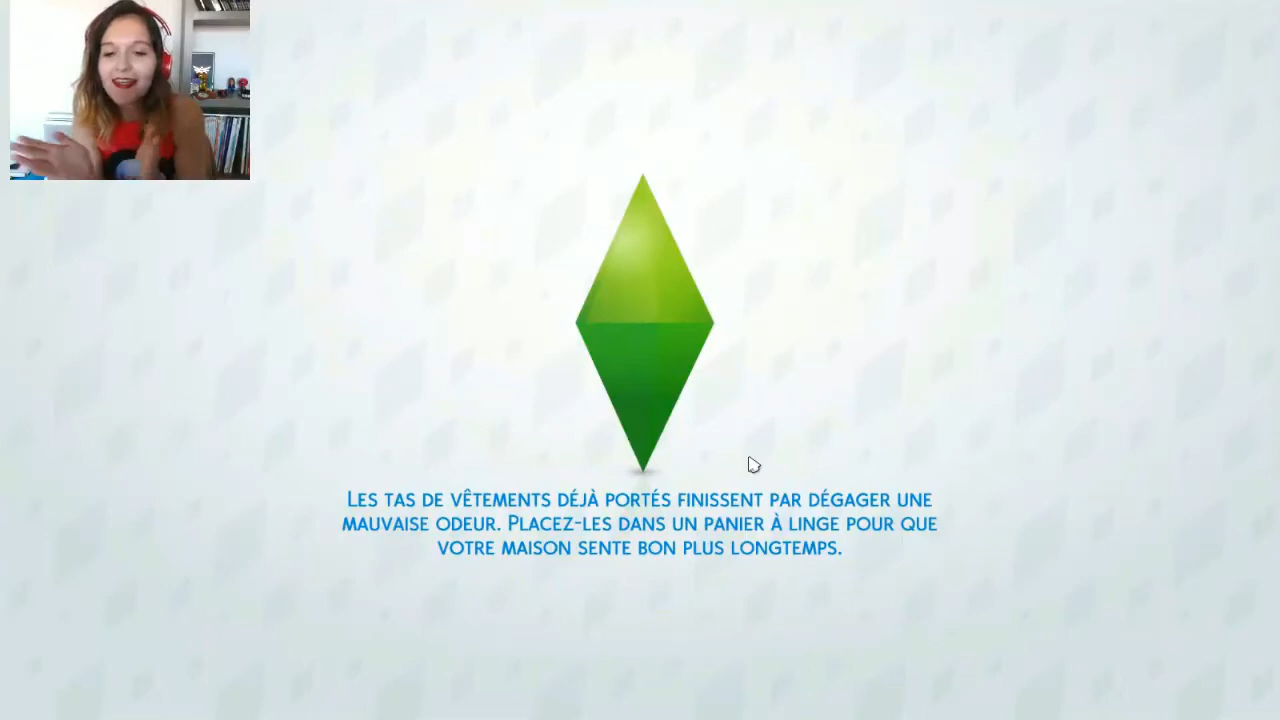 Les tas de vêtements déjà portés finissent par dégager une
mauvaise odeur. Placez-les dans un panier à linge pour que
votre maison sente bon plus longtemps.